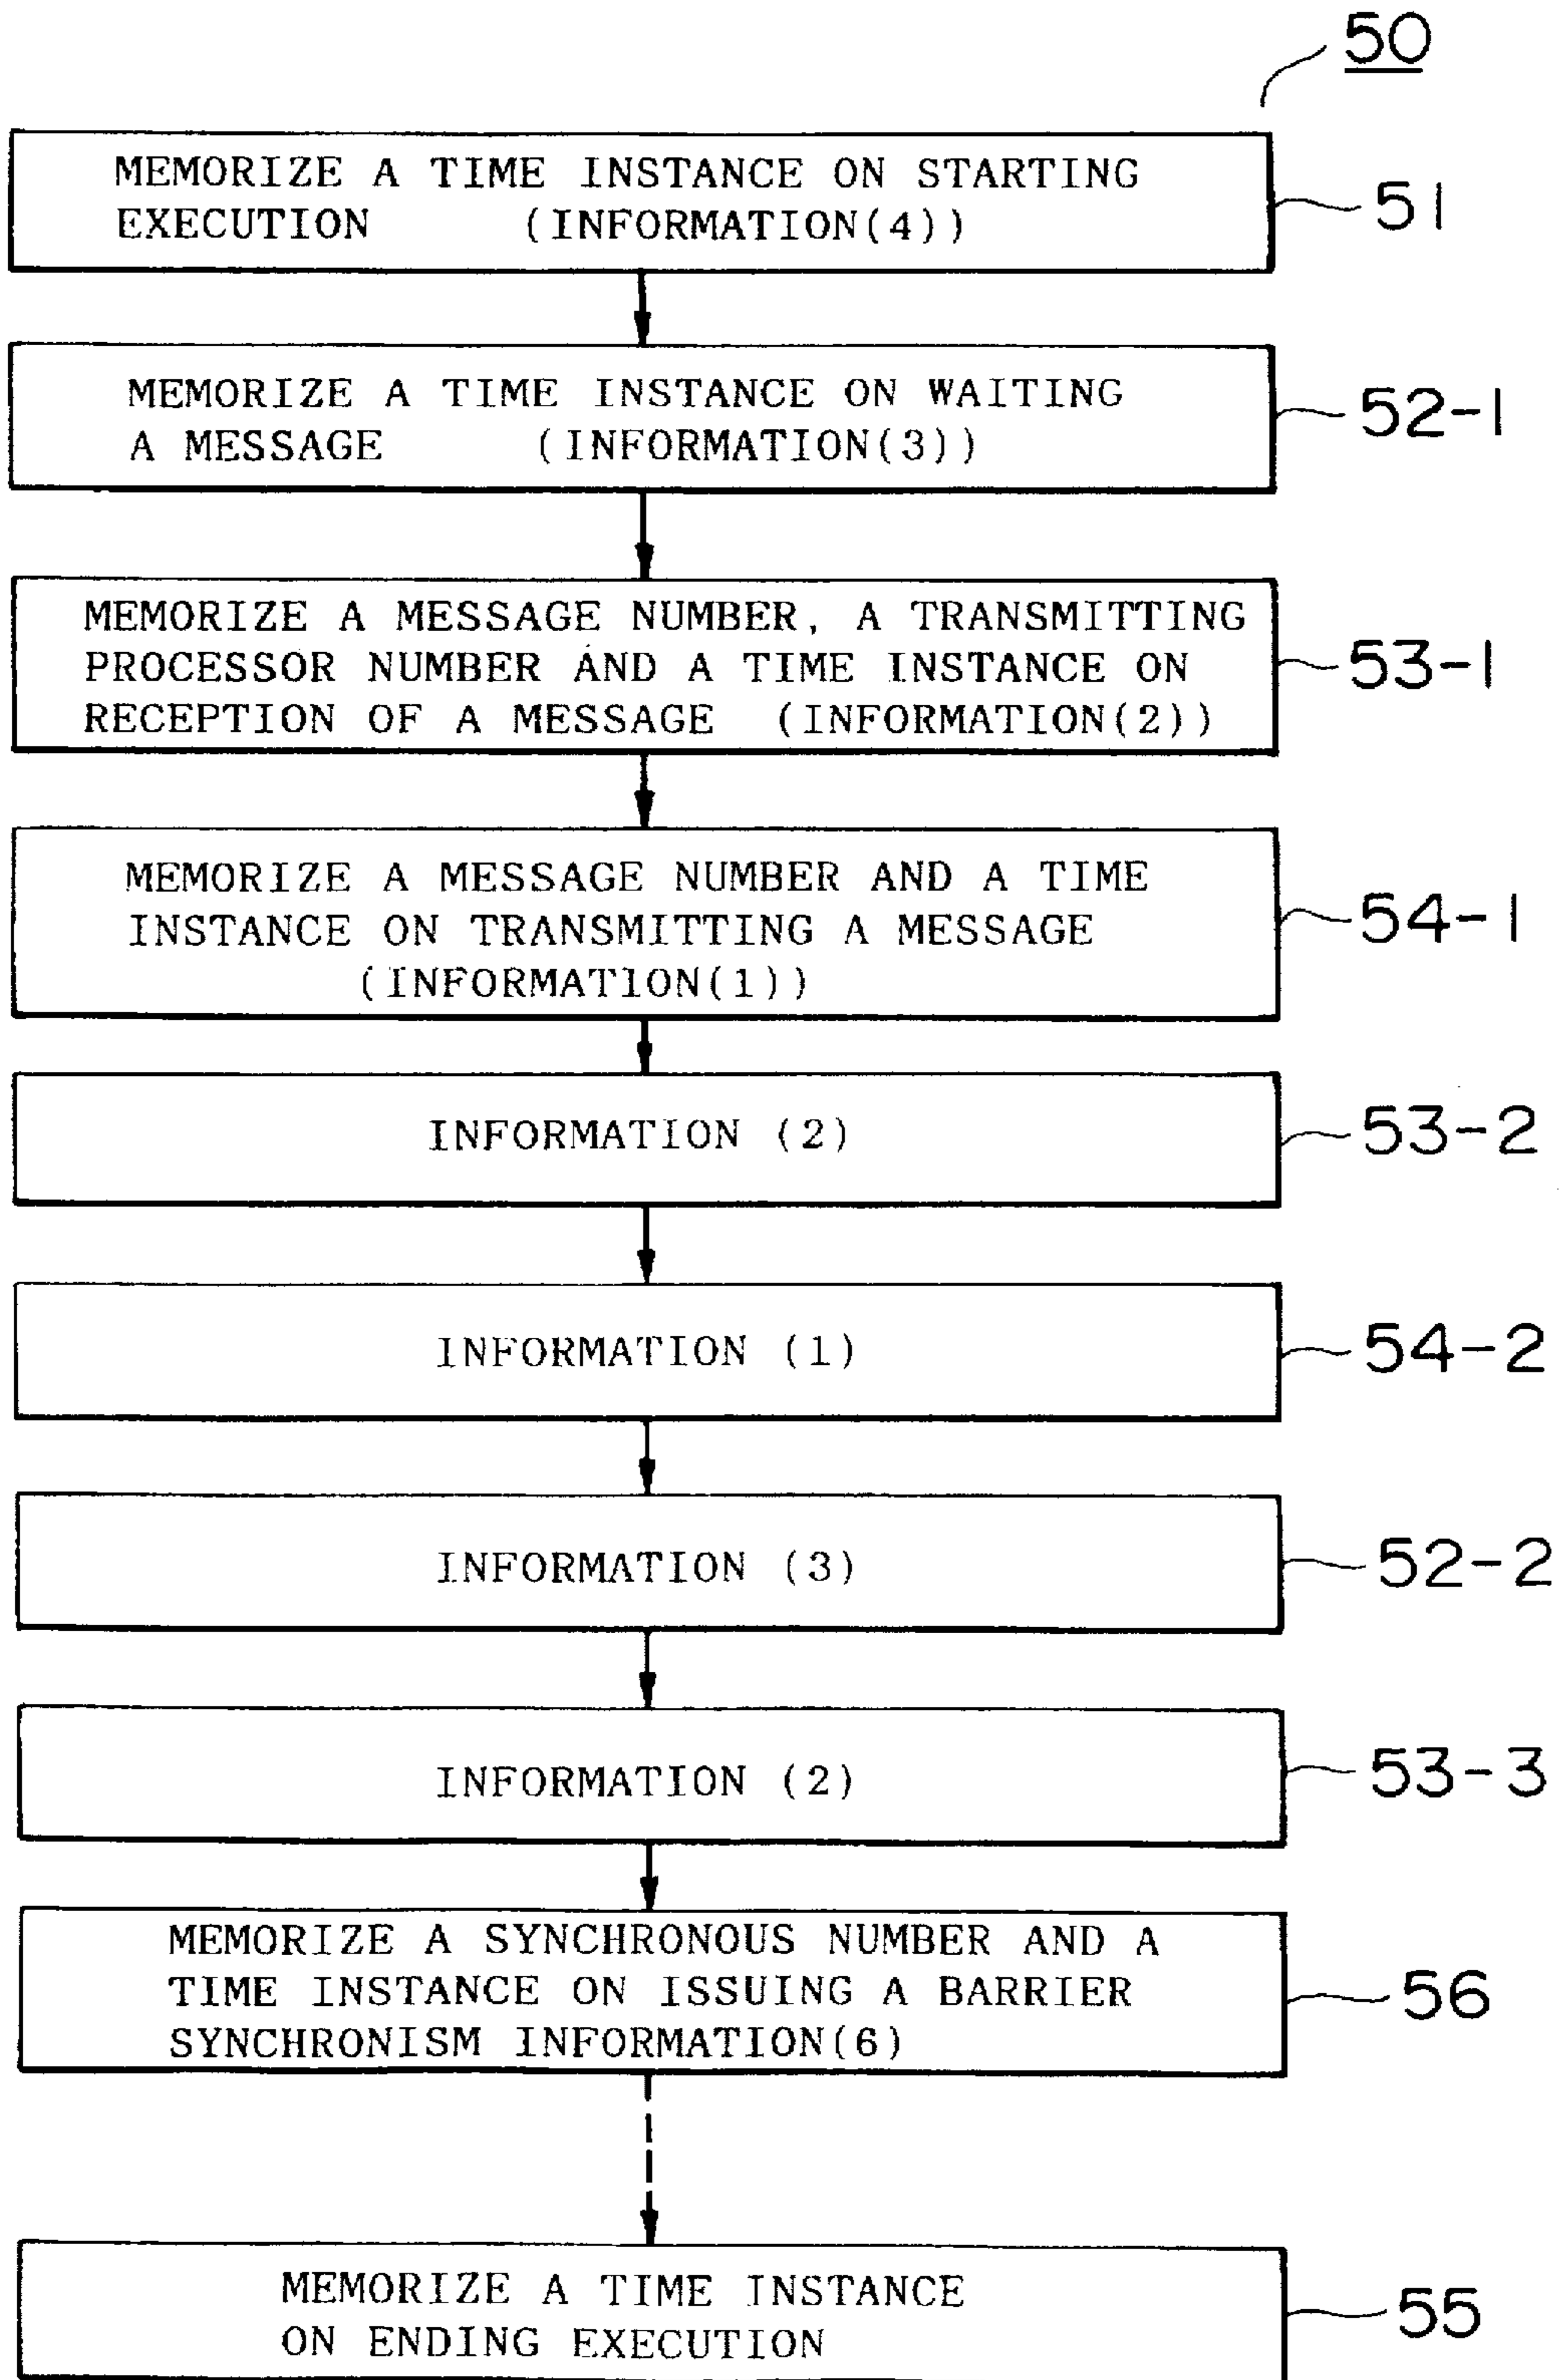 50
MEMORIZE A TIME INSTANCE ON STARTING
EXECUTION (INFORMATION(4))
51
MEMORIZE A TIME INSTANCE ON WAITING
A MESSAGE (INFORMATION(3))
52-1
MEMORIZE A MESSAGE NUMBER, A TRANSMITTING
PROCESSOR NUMBER AND A TIME INSTANCE ON
RECEPTION OF A MESSAGE (INFORMATION(2))
53-1
MEMORIZE A MESSAGE NUMBER AND A TIME
INSTANCE ON TRANSMITTING A MESSAGE
(INFORMATION(1))
54-1
INFORMATION (2)
53-2
INFORMATION (1)
54-2
INFORMATION (3)
52-2
INFORMATION (2)
53-3
MEMORIZE A SYNCHRONOUS NUMBER AND A
TIME INSTANCE ON ISSUING A BARRIER
SYNCHRONISM INFORMATION(6)
56
MEMORIZE A TIME INSTANCE
ON ENDING EXECUTION
55